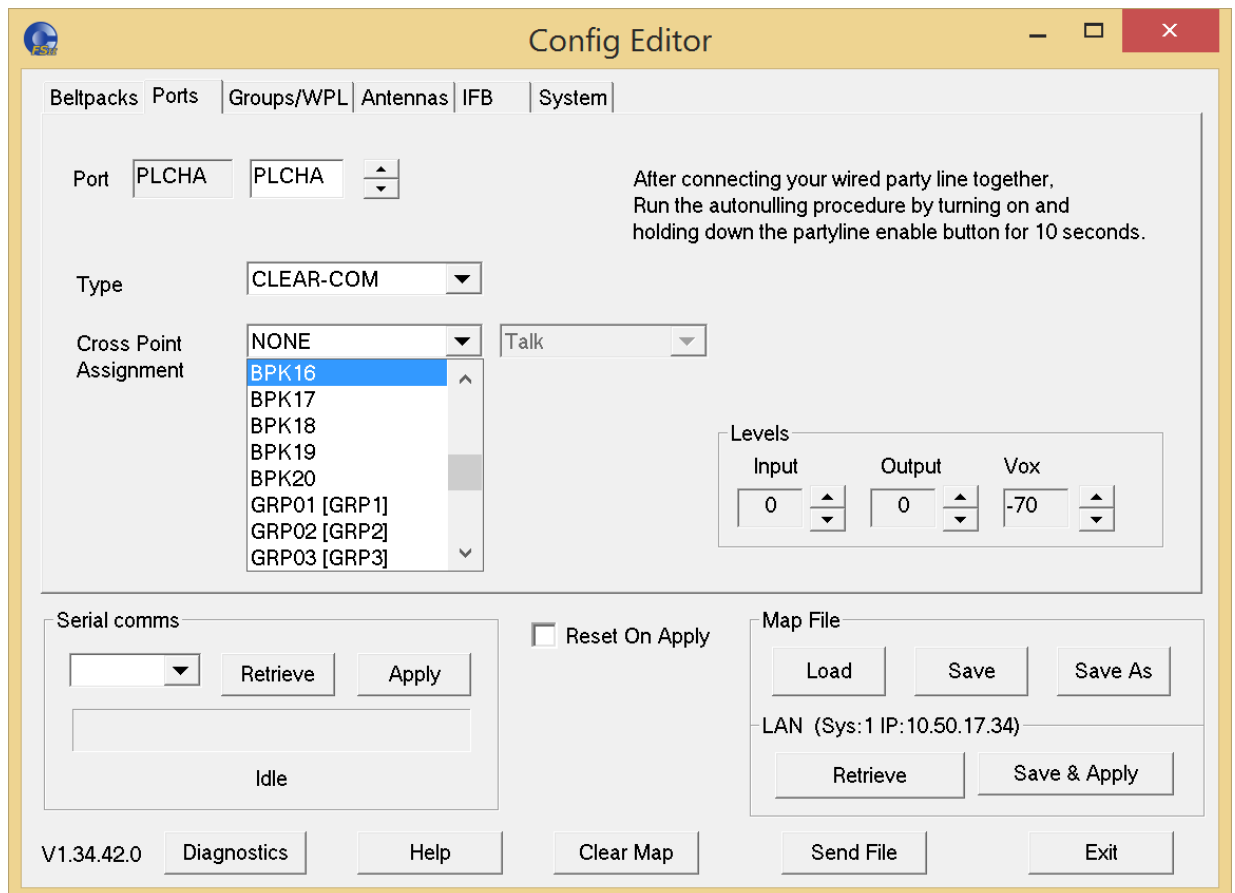 FSII
Config Editor
Beltpacks Ports Groups/WPL Antennas IFB System
Port PLCHA PLCHA
After connecting your wired party line together,
Run the autonulling procedure by turning on and
holding down the partyline enable button for 10 seconds.
Type CLEAR-COM
Cross Point
Assignment
NONE Talk
BPK16
BPK17
BPK18
BPK19
BPK20
GRP01 [GRP1]
GRP02 [GRP2]
GRP03 [GRP3]
Levels
Input Output Vox
0 0 -70
Serial comms
Retrieve Apply
Idle
Reset On Apply
Map File
Load Save Save As
LAN (Sys:1 IP:10.50.17.34)
Retrieve Save & Apply
V1.34.42.0 Diagnostics Help Clear Map Send File Exit